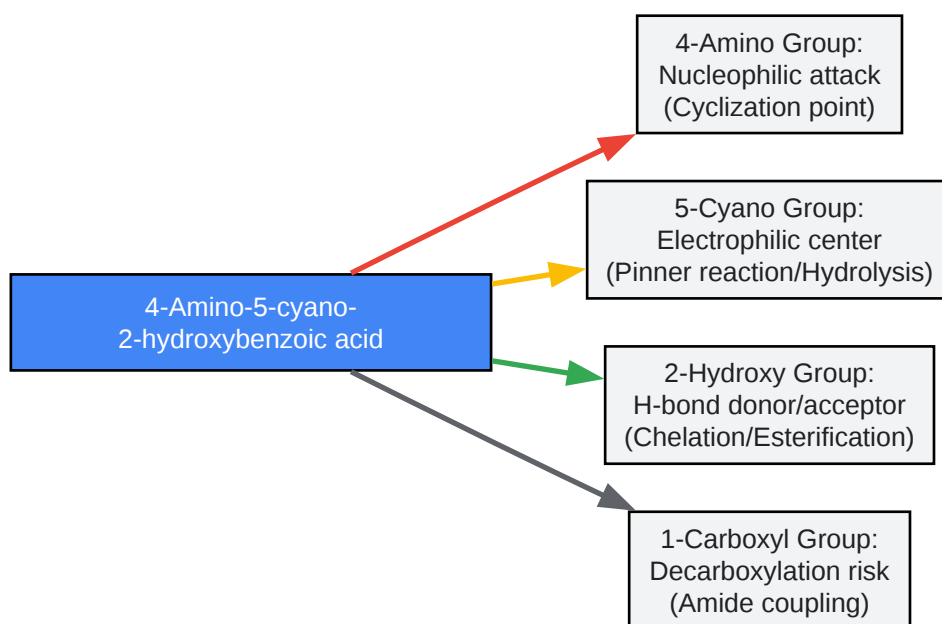 4-Amino Group:
Nucleophilic attack
(Cyclization point)
5-Cyano Group:
Electrophilic center
(Pinner reaction/Hydrolysis)
4-Amino-5-cyano-
2-hydroxybenzoic acid
2-Hydroxy Group:
H-bond donor/acceptor
(Chelation/Esterification)
1-Carboxyl Group:
Decarboxylation risk
(Amide coupling)